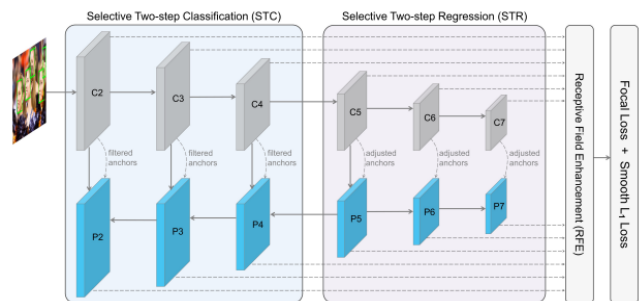 Selective Two-step Classification (STC)
Selective Two-step Regression (STR)
C2
C3
C4
C5
C6
C7
filtered
anchors
filtered
anchors
filtered
anchors
adjusted
anchors
adjusted
anchors
adjusted
anchors
P2
P3
P4
P5
P6
P7
Receptive Field Enhancement (RFE)
Focal Loss + Smooth L1 Loss